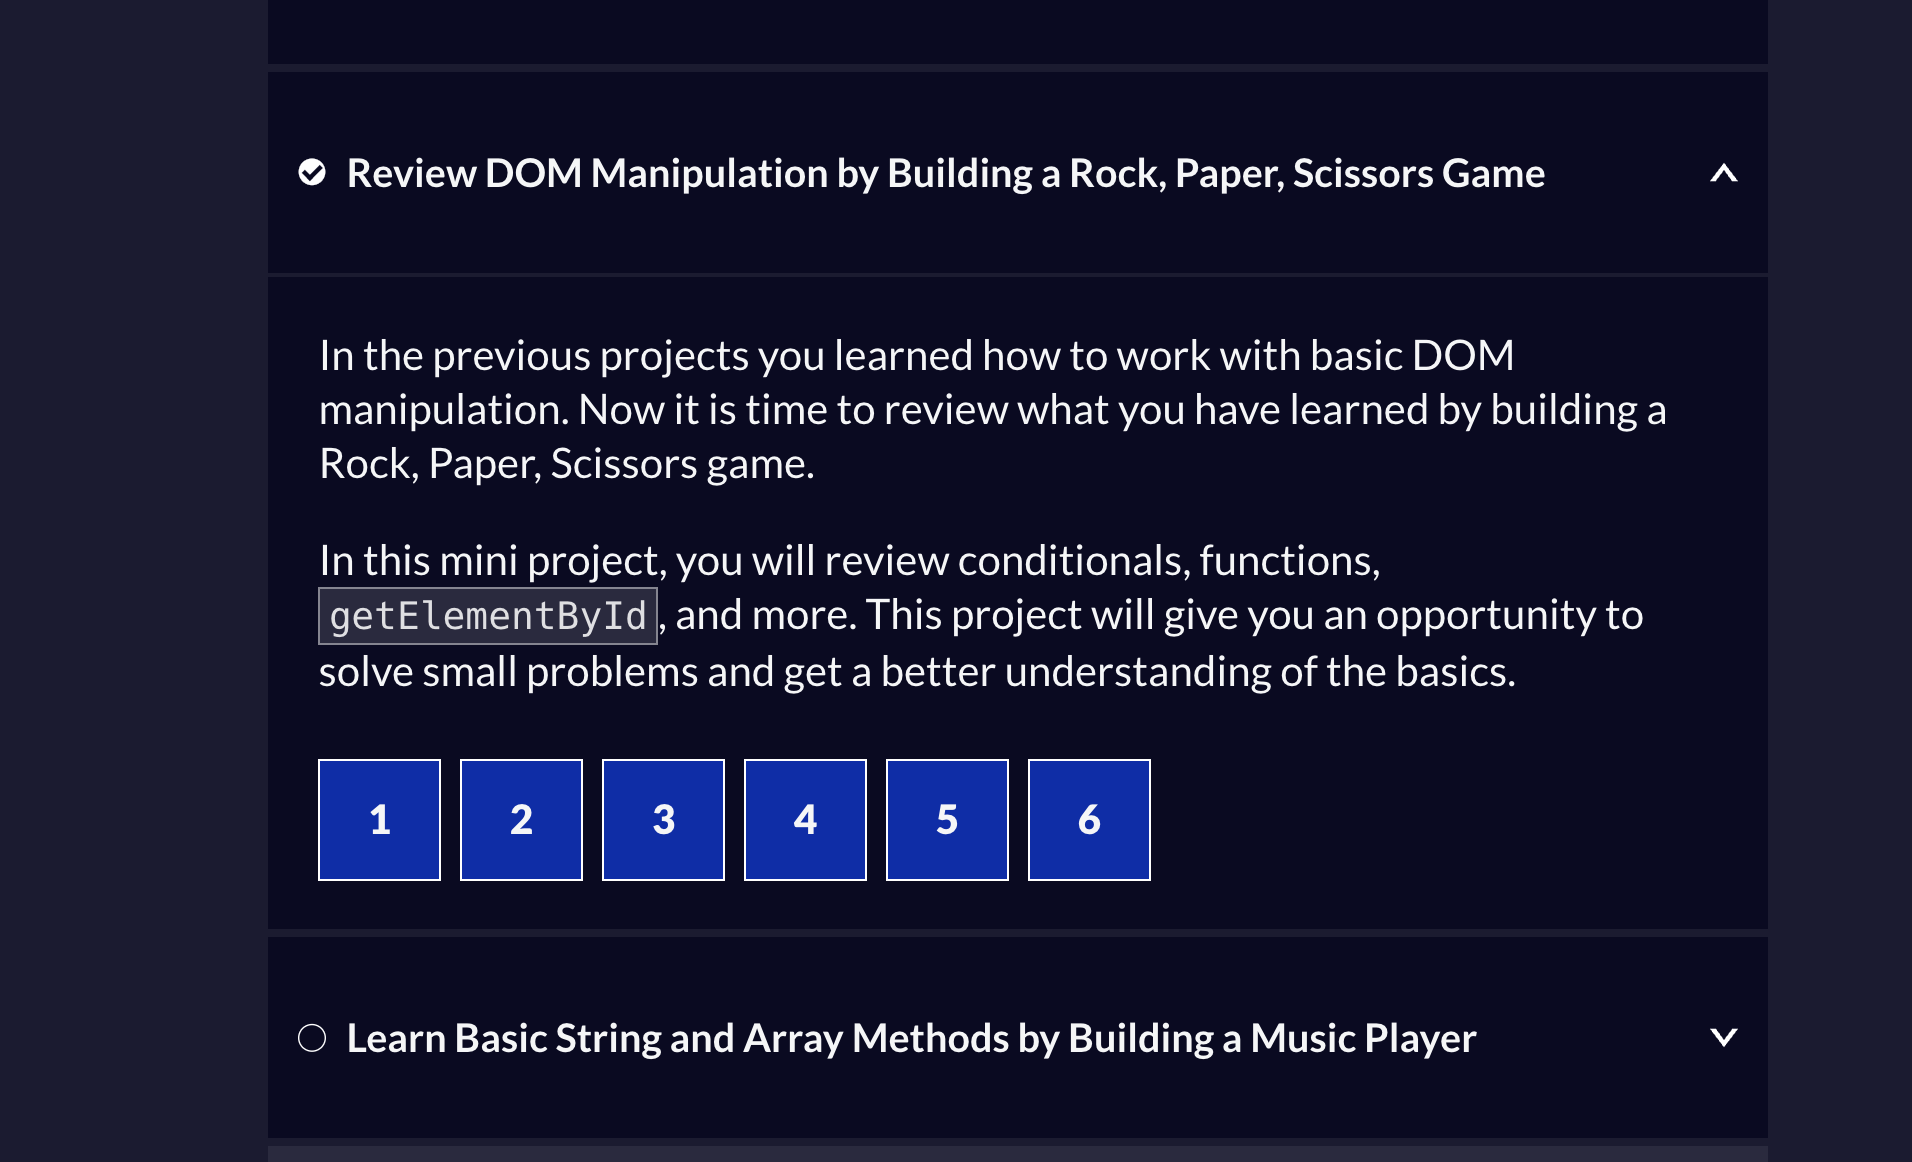 Review DOM Manipulation by Building a Rock, Paper, Scissors Game
In the previous projects you learned how to work with basic DOM
manipulation. Now it is time to review what you have learned by building a
Rock, Paper, Scissors game.
In this mini project, you will review conditionals, functions,
getElementById, and more. This project will give you an opportunity to
solve small problems and get a better understanding of the basics.
1 2 3 4 5 6
Learn Basic String and Array Methods by Building a Music Player